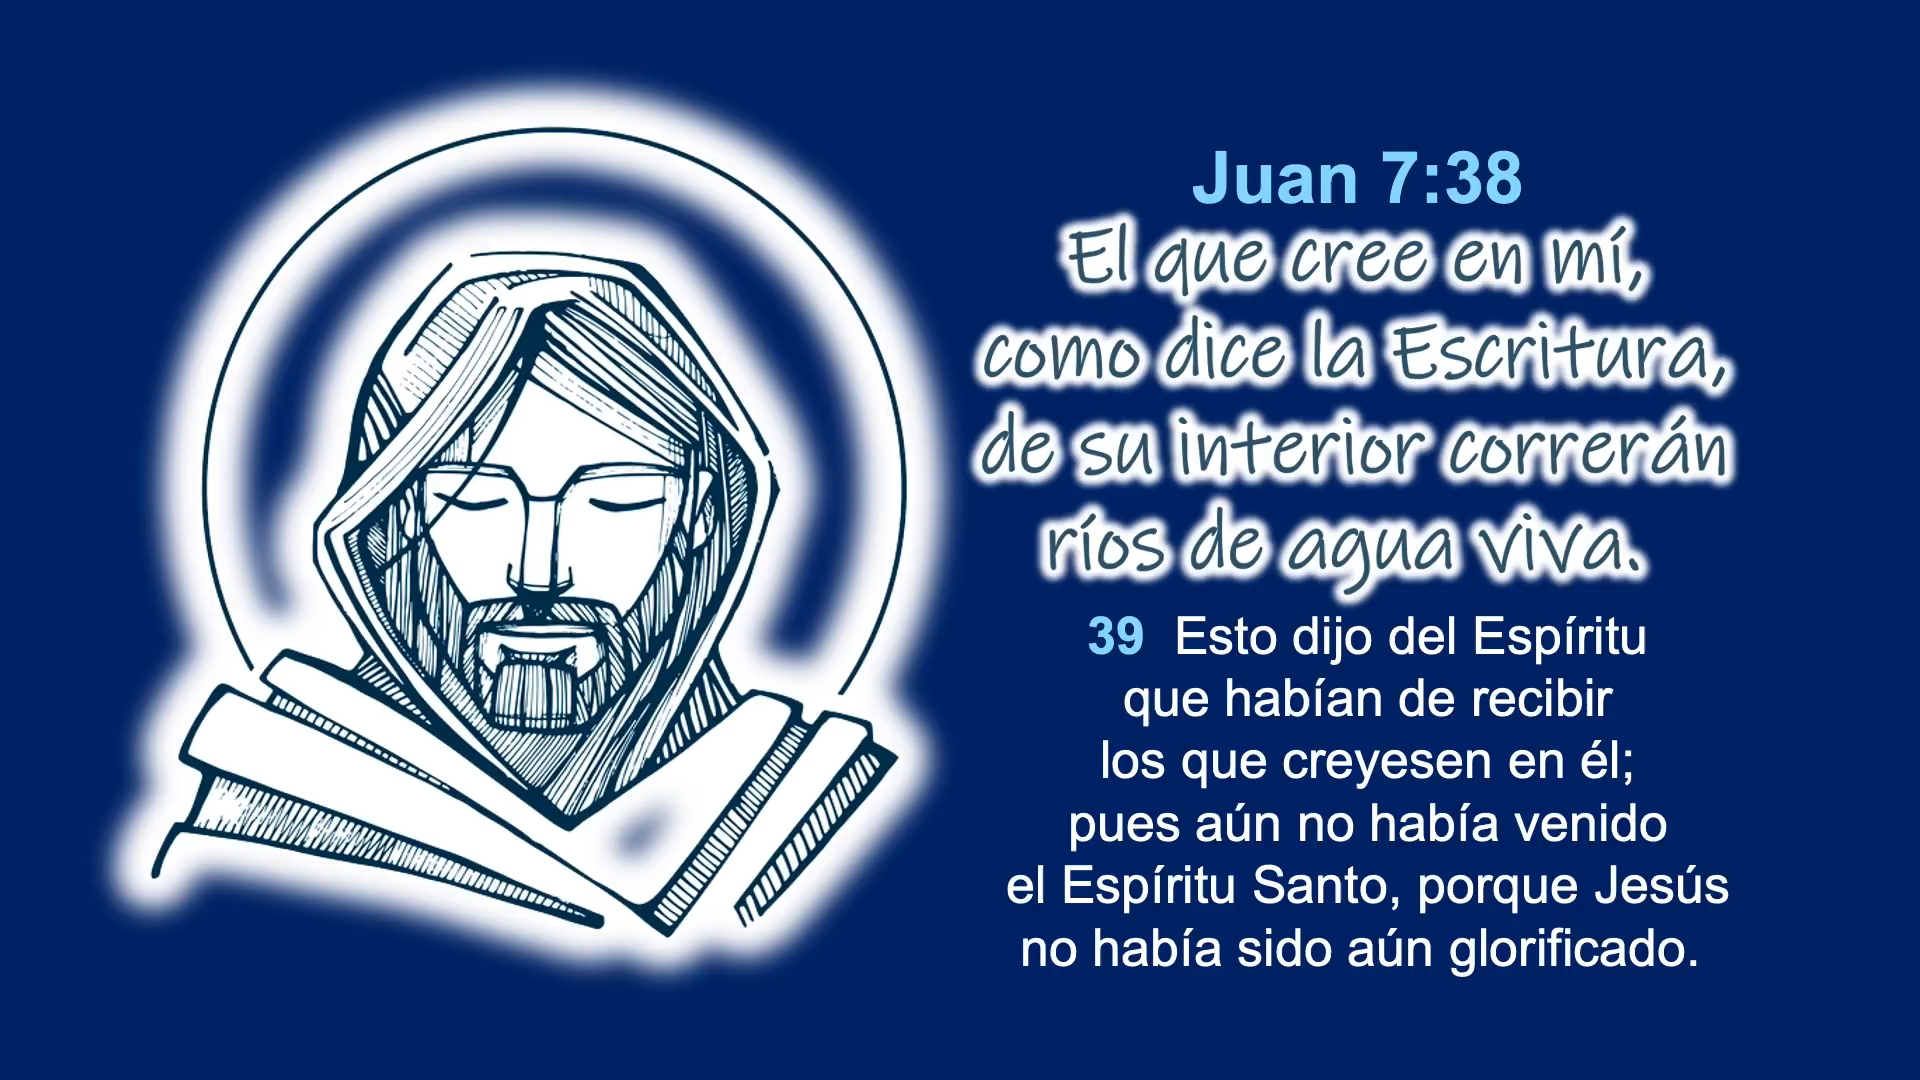 Juan 7:38
El que cree en mí,
como dice la Escritura,
de su interior correrán
ríos de agua viva.
39 Esto dijo del Espíritu
que habían de recibir
los que creyesen en él;
pues aún no había venido
el Espíritu Santo, porque Jesús
no había sido aún glorificado.